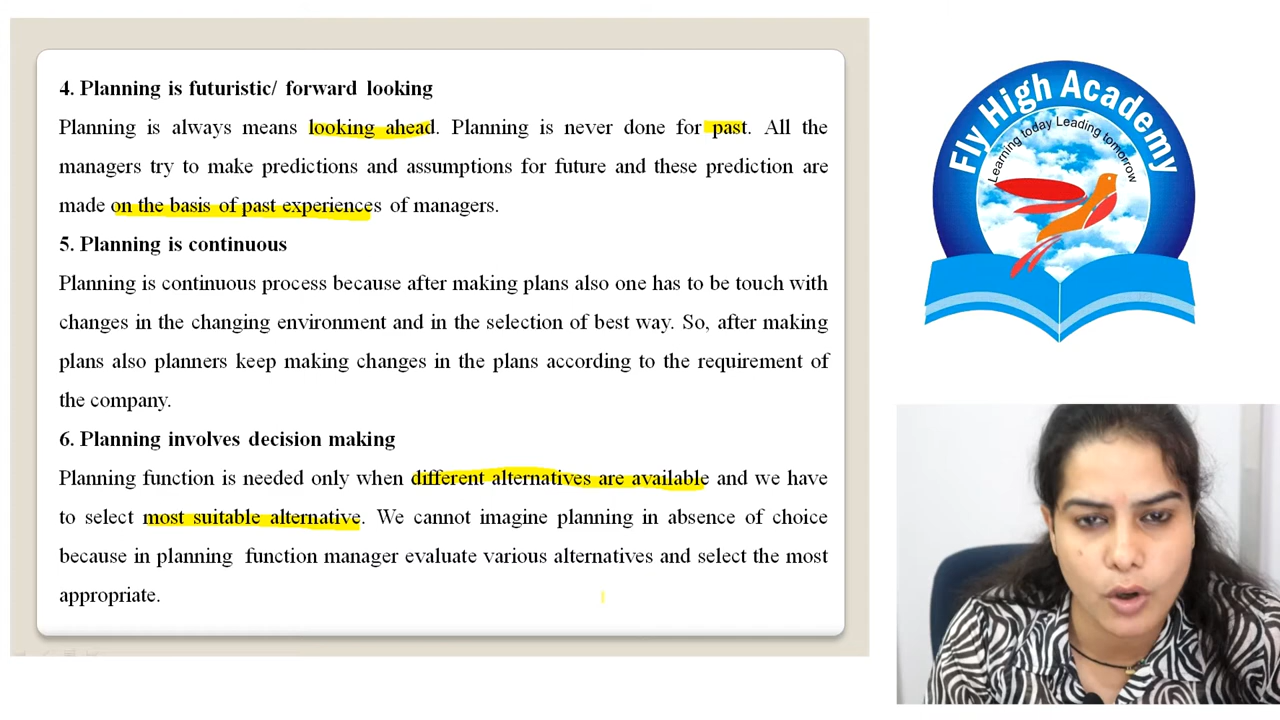 4. Planning is futuristic/ forward looking
Planning is always means looking ahead. Planning is never done for past. All the
managers try to make predictions and assumptions for future and these prediction are
made on the basis of past experiences of managers.
5. Planning is continuous
Planning is continuous process because after making plans also one has to be touch with
changes in the changing environment and in the selection of best way. So, after making
plans also planners keep making changes in the plans according to the requirement of
the company.
6. Planning involves decision making
Planning function is needed only when different alternatives are available and we have
to select most suitable alternative. We cannot imagine planning in absence of choice
because in planning function manager evaluate various alternatives and select the most
appropriate.
Fly High Academy
Learning today Leading tomorrow